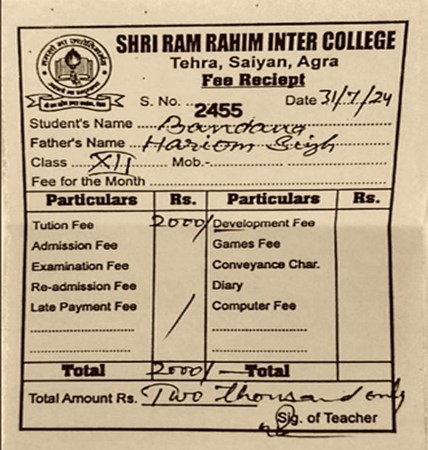 SHRI RAM RAHIM INTER COLLEGE
Tehra, Saiyan, Agra
Fee Reciept
S. No. .. 2455 Date 31/7/24
Student's Name Bandana
Father's Name Hariom Singh
Class XII Mob.-
Fee for the Month
Particulars Rs. Particulars Rs.
Tution Fee 2000/ Development Fee
Admission Fee Games Fee
Examination Fee Conveyance Char.
Re-admission Fee Diary
Late Payment Fee / Computer Fee
Total 2000/- Total
Total Amount Rs. Two thousand only
Sig. of Teacher